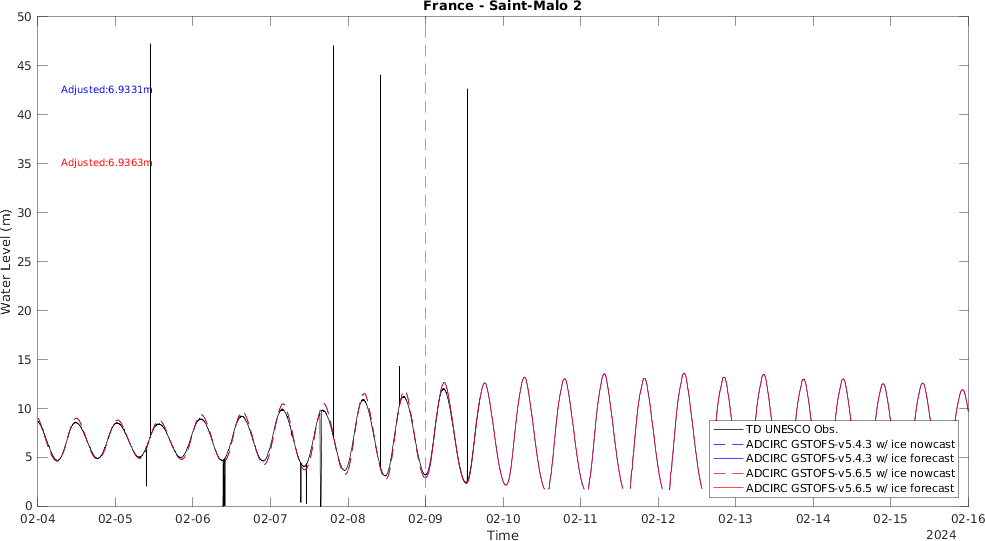 France - Saint-Malo 2
50
45
40
35
30
25
20
15
10
5
0
Water Level (m)
Adjusted:6.9331m
Adjusted:6.9363m
TD UNESCO Obs.
ADCIRC GSTOFS-v5.4.3 w/ ice nowcast
ADCIRC GSTOFS-v5.4.3 w/ ice forecast
ADCIRC GSTOFS-v5.6.5 w/ ice nowcast
ADCIRC GSTOFS-v5.6.5 w/ ice forecast
02-04 02-05 02-06 02-07 02-08 02-09 02-10 02-11 02-12 02-13 02-14 02-15 02-16
Time
2024